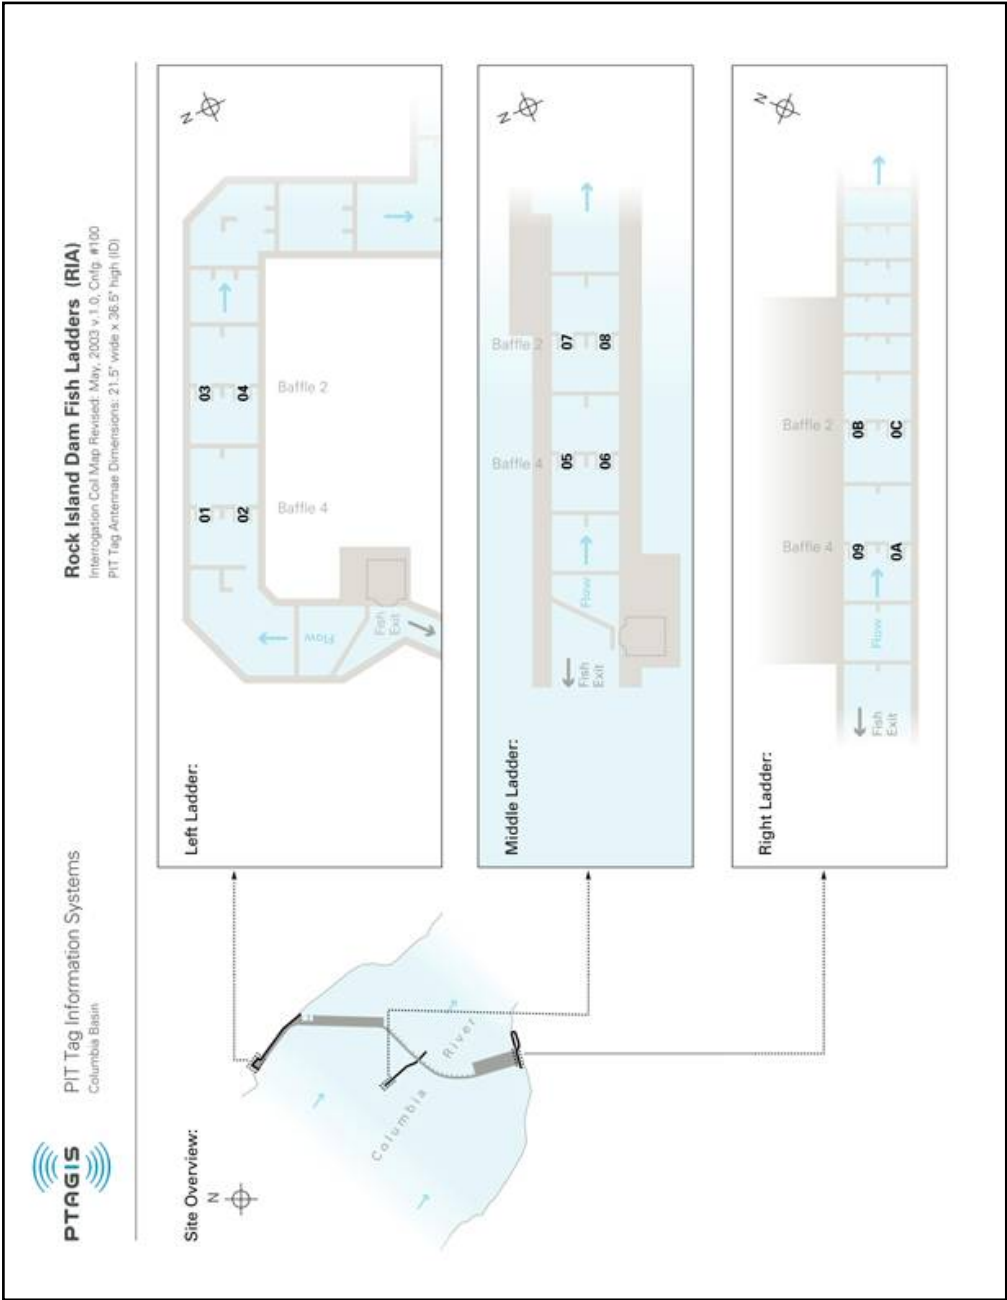 PTAGIS
PIT Tag Information Systems
Columbia Basin
Rock Island Dam Fish Ladders (RIA)
Interrogation Coil Map Revised: May, 2003 v.1.0, Cnfg. #100
PIT Tag Antennae Dimensions: 21.5" wide x 36.5" high (ID)
Site Overview:
N
Columbia River
Left Ladder:
N
Fish
Exit
Flow
01
02
03
04
Baffle 4
Baffle 2
Middle Ladder:
N
Baffle 4
Baffle 2
Fish
Exit
Flow
05
06
07
08
Right Ladder:
N
Baffle 4
Baffle 2
Fish
Exit
Flow
09
0A
0B
0C